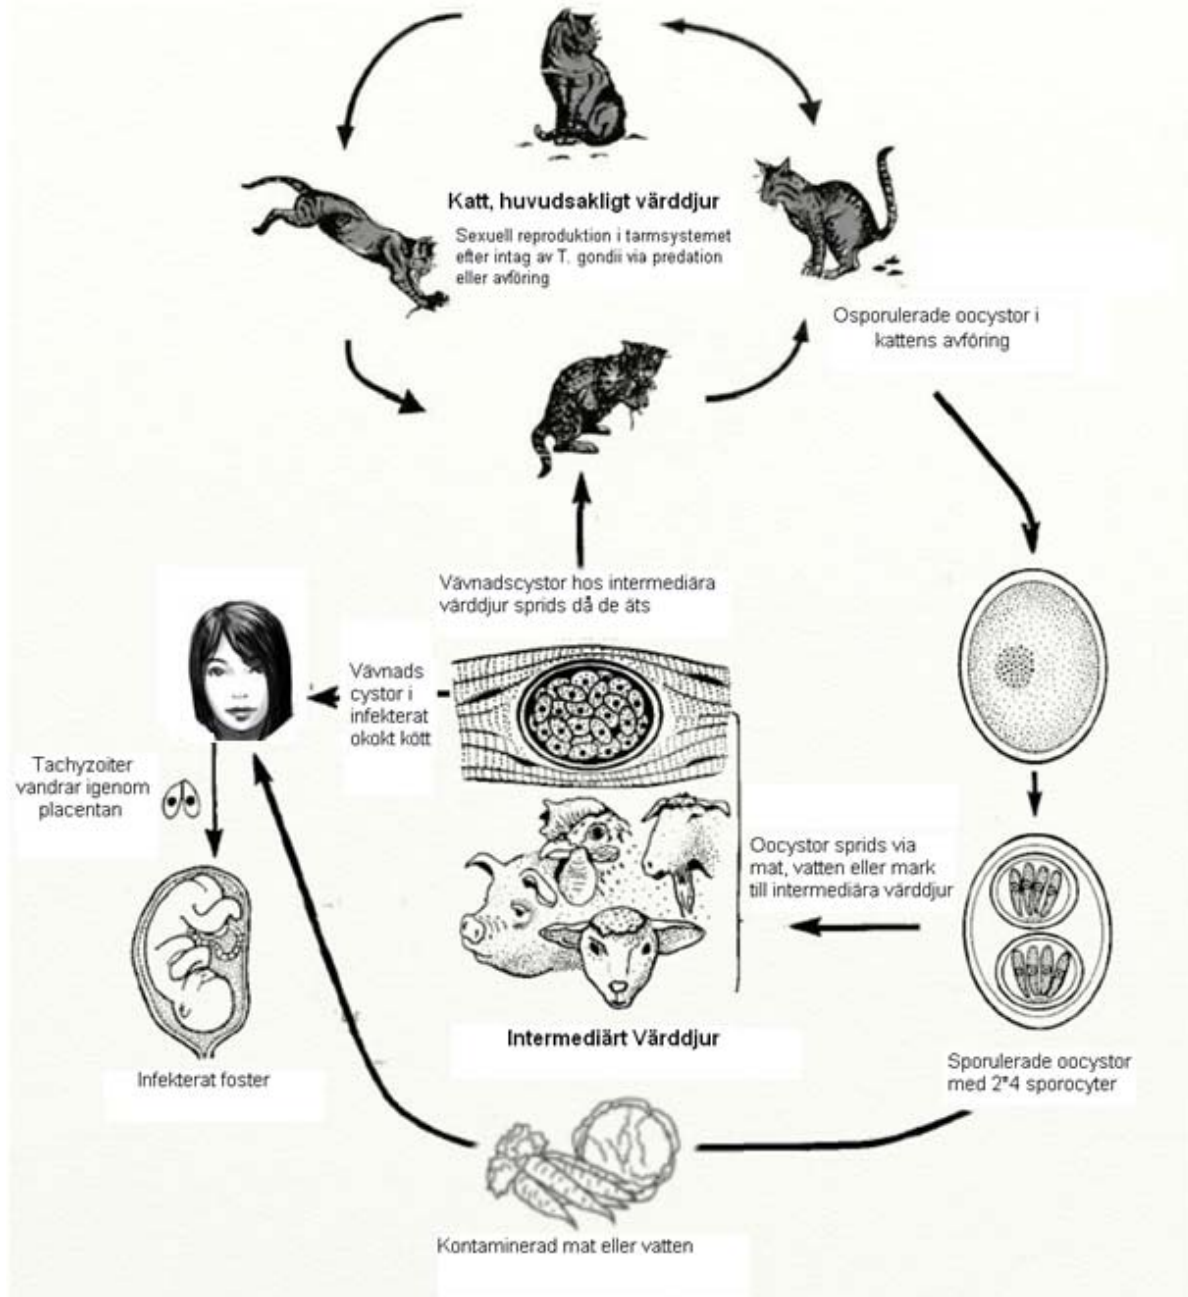 Katt, huvudsakligt värddjur
Sexuell reproduktion i tarmsystemet
efter intag av T. gondii via predation
eller avföring
Osporulerade oocystor i
kattens avföring
Vävnadscystor hos intermediära
värddjur sprids då de äts
Vävnads
cystor i
infekterat
okokt kött
Tachyzoiter
vandrar igenom
placentan
Oocystor sprids via
mat, vatten eller mark
till intermediära värddjur
Intermediärt Värddjur
Infekterat foster
Sporulerade oocystor
med 2*4 sporocyter
Kontaminerad mat eller vatten